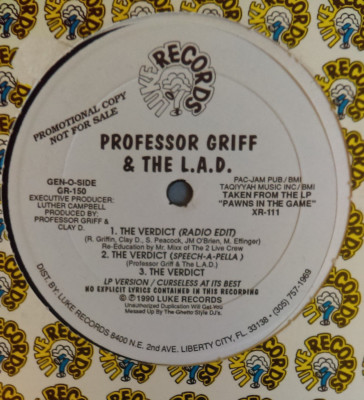 LUKE RECORDS
PROMOTIONAL COPY
NOT FOR SALE
PROFESSOR GRIFF
& THE L.A.D.
GEN-O-SIDE
GR-150
EXECUTIVE PRODUCER:
LUTHER CAMPBELL
PRODUCED BY:
PROFESSOR GRIFF &
CLAY D.
PAC-JAM PUB./BMI
TAQIYYAH MUSIC INC/BMI
TAKEN FROM THE LP
"PAWNS IN THE GAME"
XR-111
1. THE VERDICT (RADIO EDIT)
(R. Griffin, Clay D., S. Peacock, JM O'Brien, M. Effinger)
Re-Education by Mr. Mixx of The 2 Live Crew
2. THE VERDICT (SPEECH-A-PELLA)
(Professor Griff & The L.A.D.)
3. THE VERDICT
LP VERSION / CURSELESS AT ITS BEST
NO EXPLICIT LYRICS CONTAINED IN THIS RECORDING
© ℗ 1990 LUKE RECORDS
Unauthorized Duplication Will Get MF's
Messed Up By The Ghetto Style DJ's.
DIST. BY: LUKE RECORDS 8400 N.E. 2nd AVE. LIBERTY CITY, FL 33138 • (305) 757-1969